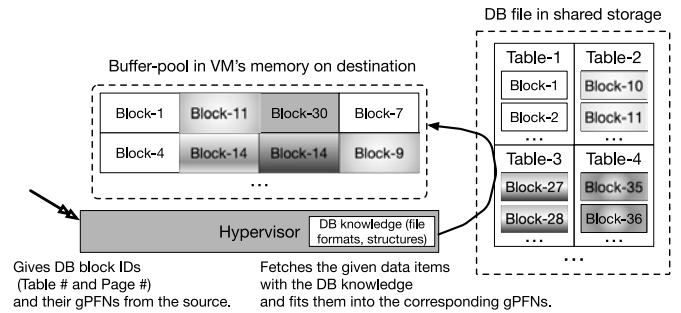 DB file in shared storage
Buffer-pool in VM's memory on destination
Table-1 Table-2
Block-1 Block-10
Block-2 Block-11
... ...
Table-3 Table-4
Block-27 Block-35
Block-28 Block-36
... ...
...
Block-1 Block-11 Block-30 Block-7
Block-4 Block-14 Block-14 Block-9
...
Hypervisor
DB knowledge (file
formats, structures)
Gives DB block IDs
(Table # and Page #)
and their gPFNs from the source.
Fetches the given data items
with the DB knowledge
and fits them into the corresponding gPFNs.